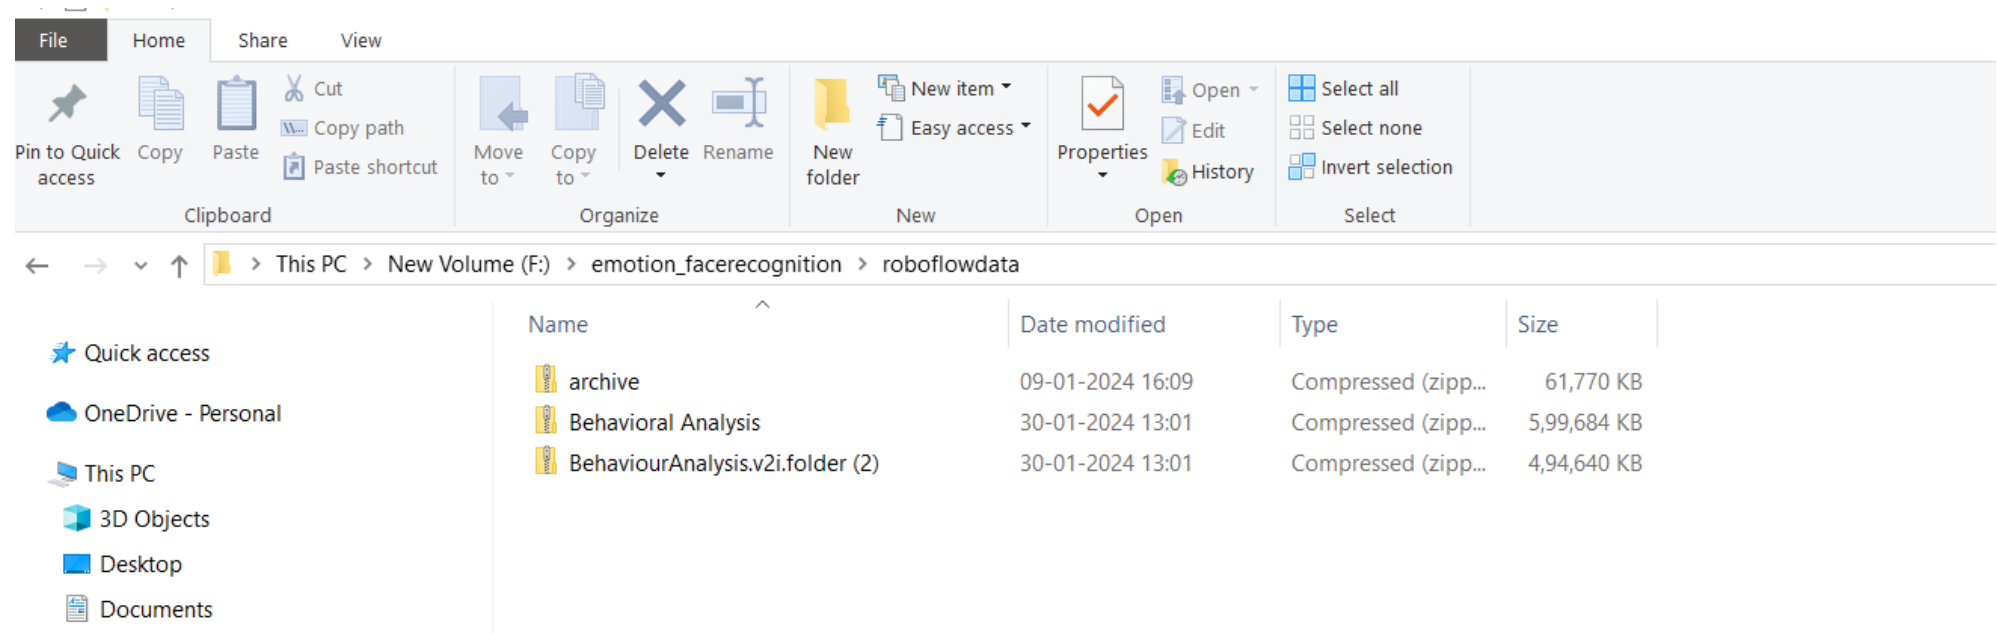 File Home Share View
Pin to Quick access
Copy
Paste
Cut
Copy path
Paste shortcut
Clipboard
Move to
Copy to
Delete
Rename
Organize
New folder
New item
Easy access
New
Properties
Open
Edit
History
Open
Select all
Select none
Invert selection
Select
This PC > New Volume (F:) > emotion_facerecognition > roboflowdata
Quick access
OneDrive - Personal
This PC
3D Objects
Desktop
Documents
Name Date modified Type Size
archive 09-01-2024 16:09 Compressed (zipp... 61,770 KB
Behavioral Analysis 30-01-2024 13:01 Compressed (zipp... 5,99,684 KB
BehaviourAnalysis.v2i.folder (2) 30-01-2024 13:01 Compressed (zipp... 4,94,640 KB